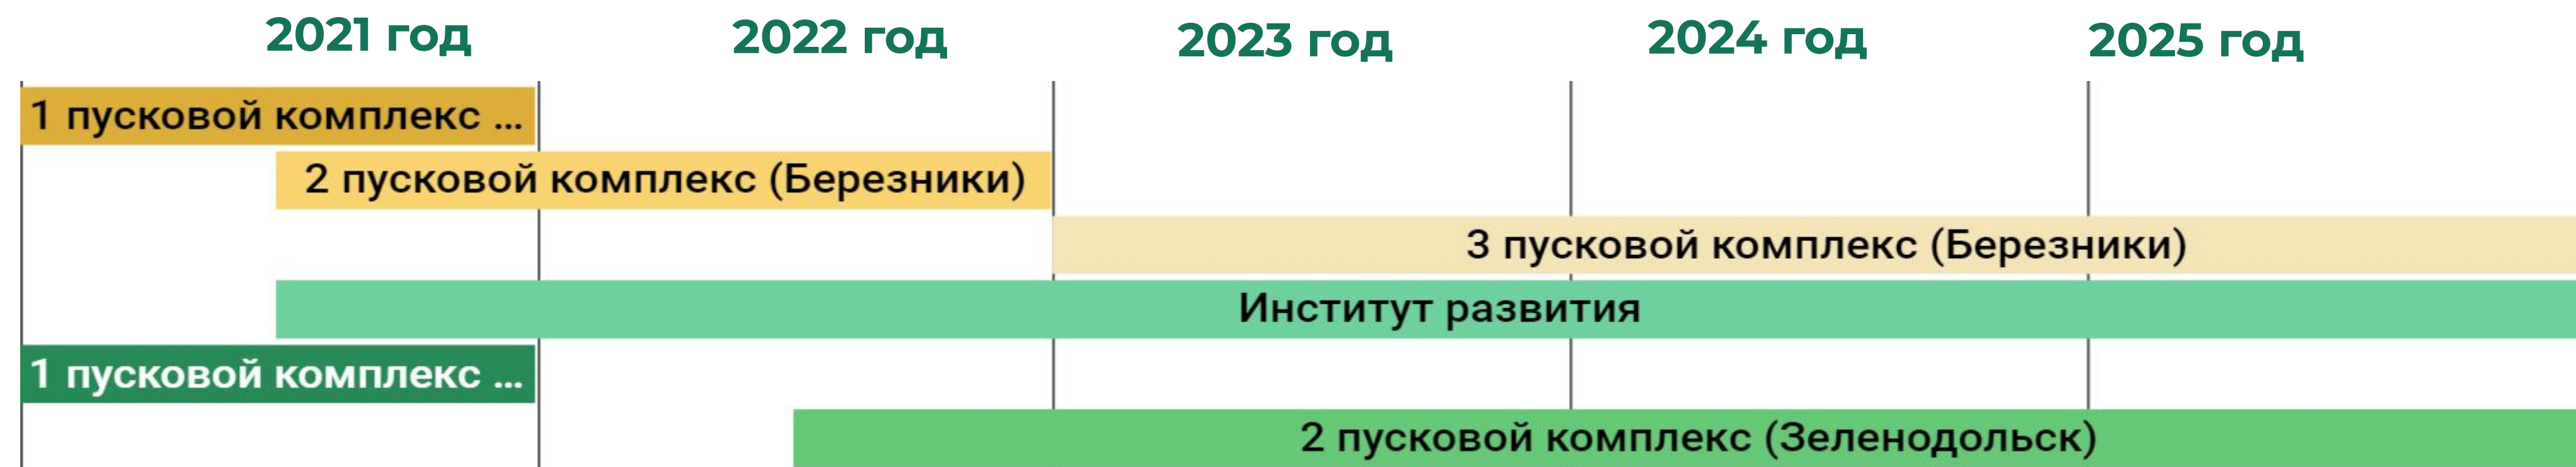 2021 год 2022 год 2023 год 2024 год 2025 год
1 пусковой комплекс ...
2 пусковой комплекс (Березники)
3 пусковой комплекс (Березники)
Институт развития
1 пусковой комплекс ...
2 пусковой комплекс (Зеленодольск)